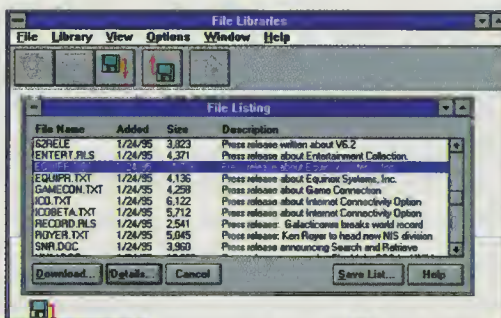 File Libraries
File Library View Options Window Help
File Listing
File Name Added Size Description
62RELE 1/24/95 3,823 Press release written about V6.2
ENTERT.RLS 1/24/95 4,371 Press release about Entertainment Collection.
EQUIPR.TXT 1/24/95 4,136 Press release about Equinox Systems, Inc.
GAMECON.TXT 1/24/95 4,258 Press release about Game Connection
ICO.TXT 1/24/95 6,122 Press release about Internet Connectivity Option
ICOBETA.TXT 1/24/95 5,712 Press release about Internet Connectivity Option
RECORD.RLS 1/24/95 2,541 Press release: Galacticomm breaks world record
ROYER.TXT 1/24/95 5,045 Press release: Ken Royer to head new NIS division
SNR.DOC 1/24/95 3,960 Press release announcing Search and Retrieve
Download... Details... Cancel Save List... Help